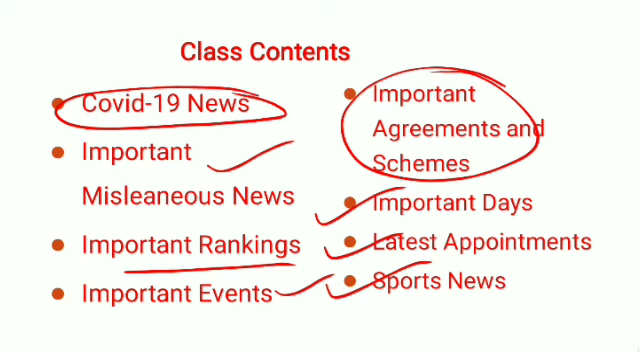 Class Contents
Covid-19 News
Important
Misleaneous News
Important Rankings
Important Events
Important
Agreements and
Schemes
Important Days
Latest Appointments
Sports News